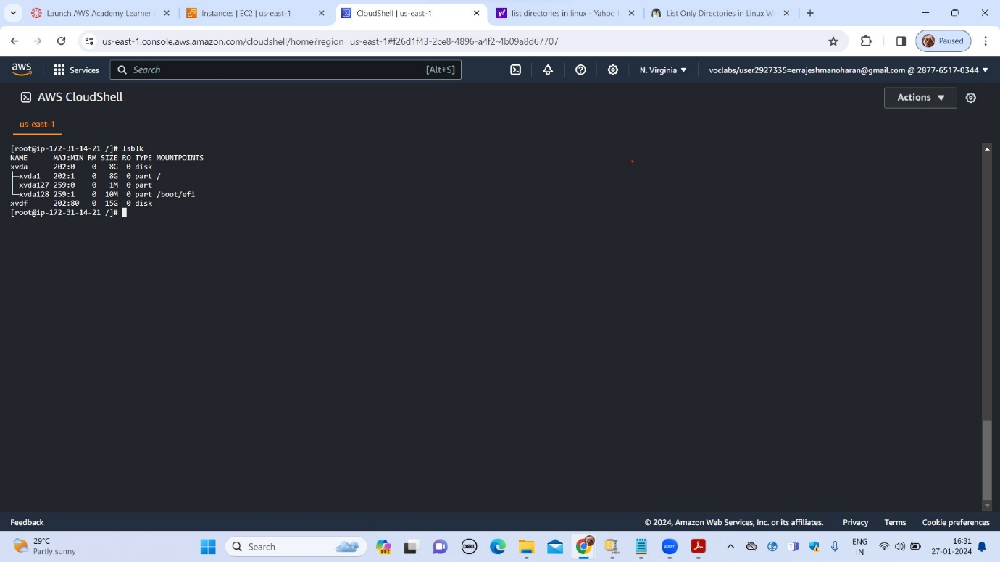 Launch AWS Academy Learner
Instances | EC2 | us-east-1
CloudShell | us-east-1
list directories in linux - Yahoo
List Only Directories in Linux
us-east-1.console.aws.amazon.com/cloudshell/home?region=us-east-1#f26d1f43-2ce8-4896-a4f2-4b09a8d67707
Paused
aws
Services
Search
[Alt+S]
N. Virginia
voclabs/user2927335=errajeshmanoharan@gmail.com @ 2877-6517-0344
AWS CloudShell
Actions
us-east-1
[root@ip-172-31-14-21 /]# lsblk
NAME MAJ:MIN RM SIZE RO TYPE MOUNTPOINTS
xvda 202:0 0 8G 0 disk
├─xvda1 202:1 0 8G 0 part /
├─xvda127 259:0 0 1M 0 part
└─xvda128 259:1 0 10M 0 part /boot/efi
xvdf 202:80 0 15G 0 disk
[root@ip-172-31-14-21 /]#
Feedback
© 2024, Amazon Web Services, Inc. or its affiliates.
Privacy
Terms
Cookie preferences
29°C
Partly sunny
Search
PRE
DELL
zoom
ENG
IN
16:31
27-01-2024